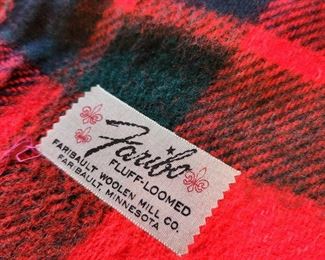 Faribo
FLUFF-LOOMED
FARIBAULT WOOLEN MILL CO.
FARIBAULT, MINNESOTA